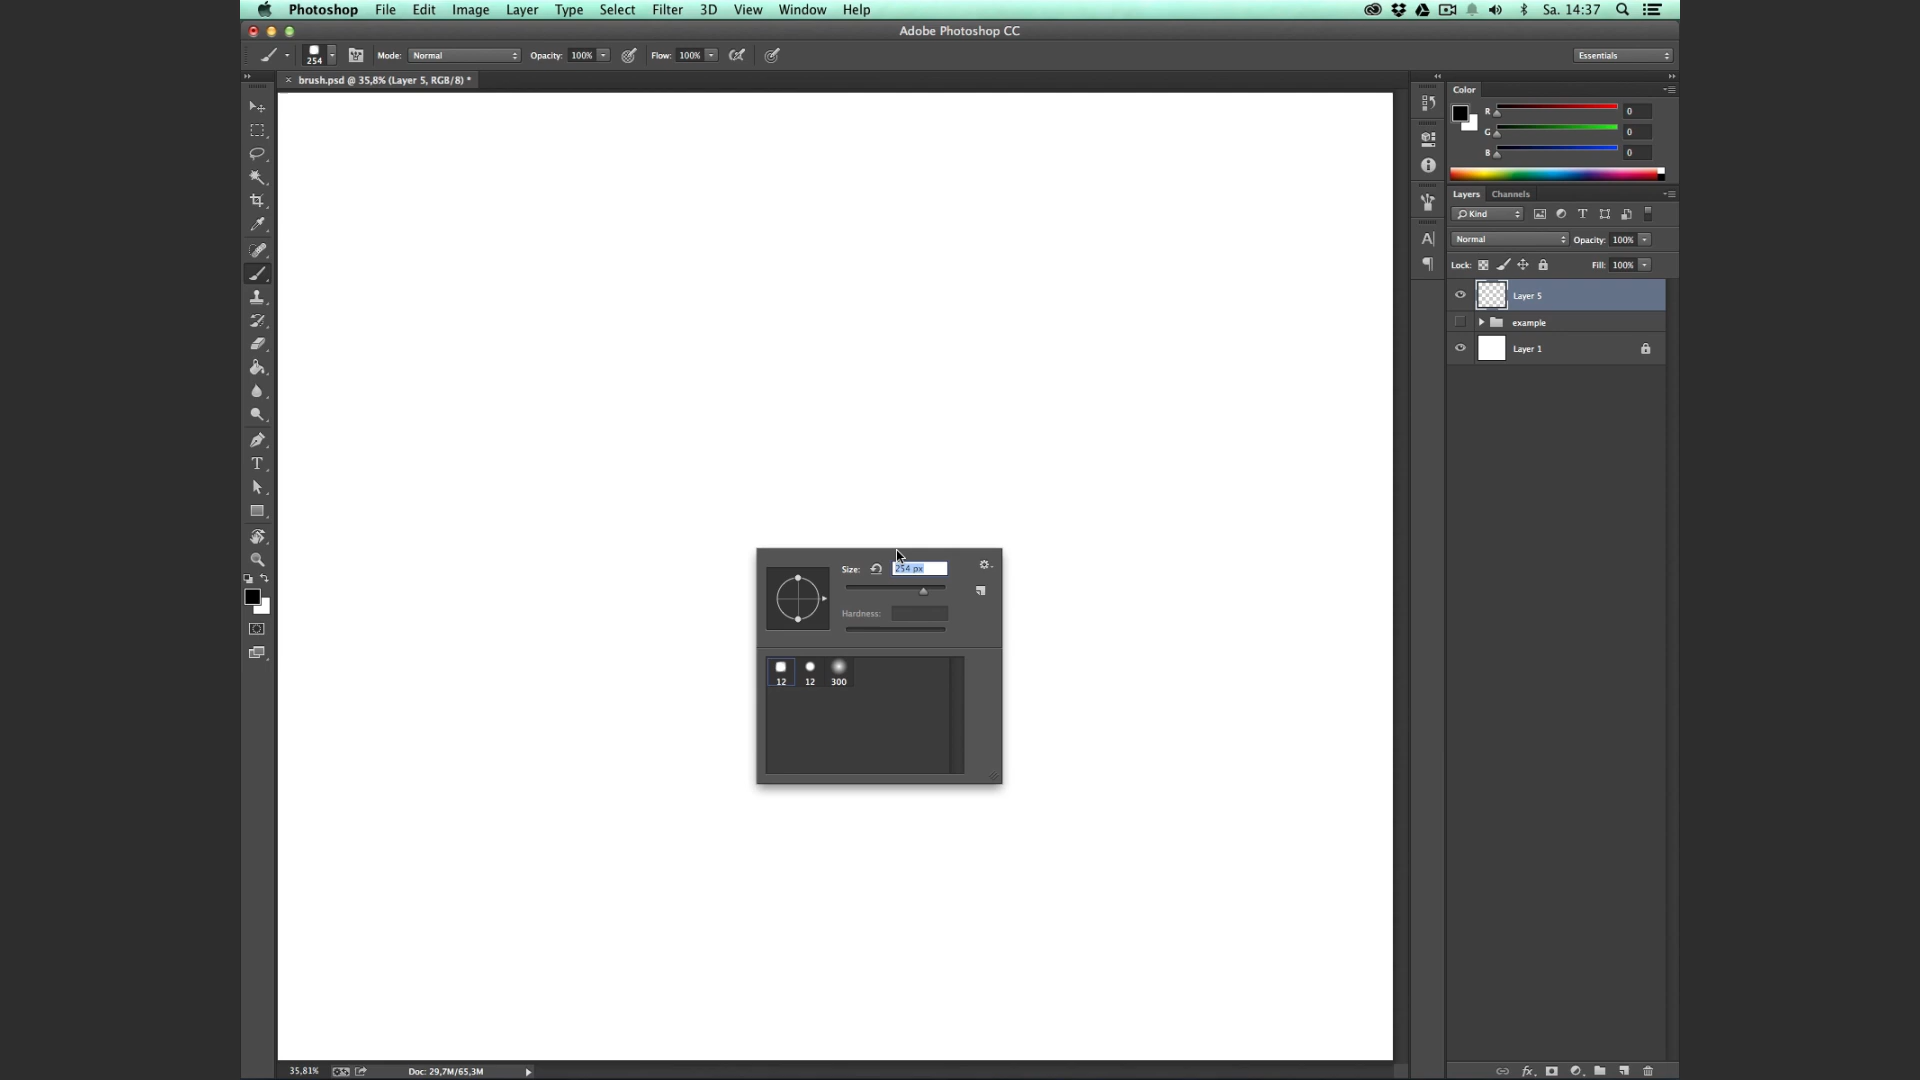 Photoshop File Edit Image Layer Type Select Filter 3D View Window Help Sa. 14:37
Adobe Photoshop CC
254 Mode: Normal Opacity: 100% Flow: 100% Essentials
× brush.psd @ 35,8% (Layer 5, RGB/8) *
Color
R 0
G 0
B 0
Layers Channels
Kind
Normal Opacity: 100%
Lock: Fill: 100%
Layer 5
example
Layer 1
Size: 254 px
Hardness:
12 12 300
35,81% Doc: 29,7M/65,3M